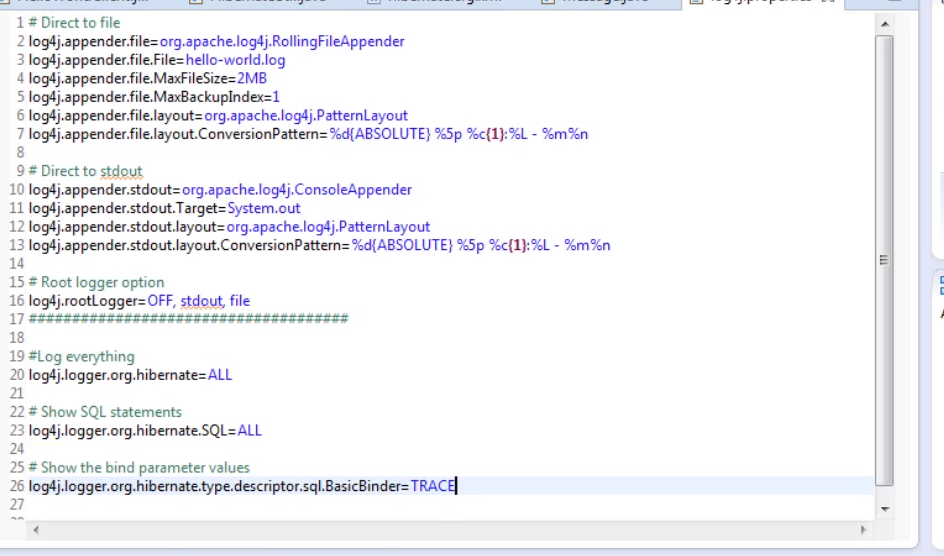 1 # Direct to file
2 log4j.appender.file=org.apache.log4j.RollingFileAppender
3 log4j.appender.file.File=hello-world.log
4 log4j.appender.file.MaxFileSize=2MB
5 log4j.appender.file.MaxBackupIndex=1
6 log4j.appender.file.layout=org.apache.log4j.PatternLayout
7 log4j.appender.file.layout.ConversionPattern=%d{ABSOLUTE} %5p %c{1}:%L - %m%n
8
9 # Direct to stdout
10 log4j.appender.stdout=org.apache.log4j.ConsoleAppender
11 log4j.appender.stdout.Target=System.out
12 log4j.appender.stdout.layout=org.apache.log4j.PatternLayout
13 log4j.appender.stdout.layout.ConversionPattern=%d{ABSOLUTE} %5p %c{1}:%L - %m%n
14
15 # Root logger option
16 log4j.rootLogger=OFF, stdout, file
17 #####################################
18
19 #Log everything
20 log4j.logger.org.hibernate=ALL
21
22 # Show SQL statements
23 log4j.logger.org.hibernate.SQL=ALL
24
25 # Show the bind parameter values
26 log4j.logger.org.hibernate.type.descriptor.sql.BasicBinder=TRACE
27